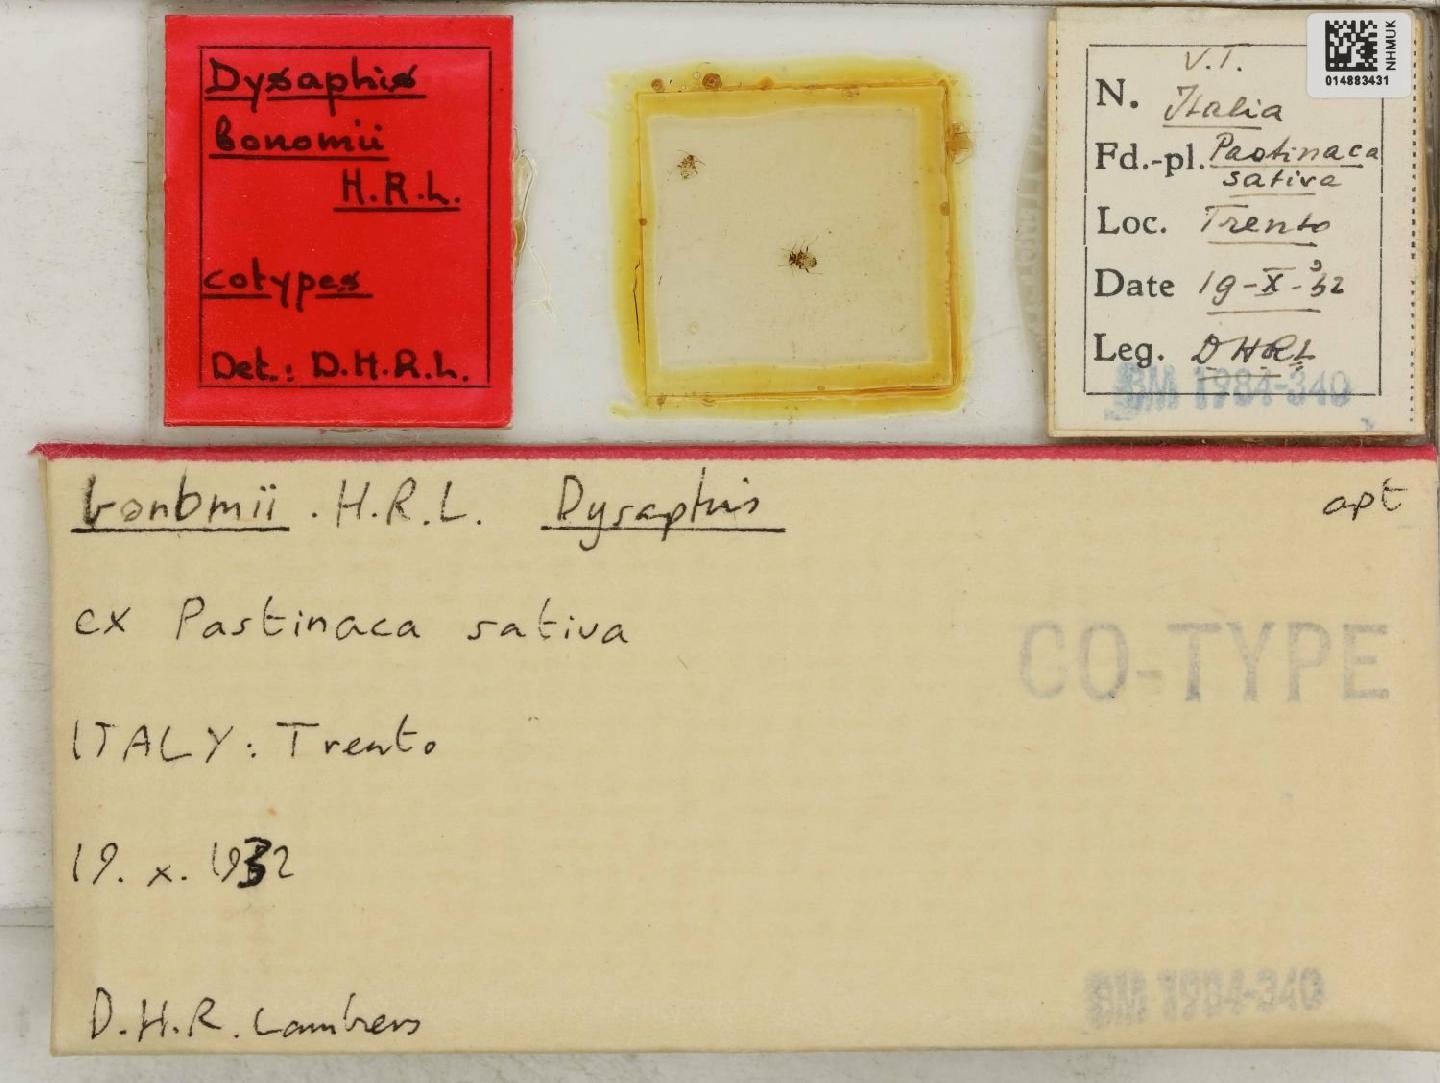 Dysaphis
bonomii
H.R.L.
cotypes
Det.: D.H.R.L.
NHMUK
014883431
V.T.
N. Italia
Fd.-pl. Pastinaca
sativa
Loc. Trento
Date 19-X-32
Leg. DHRL
BM 1984-340
bonomii . H.R.L. Dysaphis
apt
ex Pastinaca sativa
CO-TYPE
ITALY: Trento
19. x. 1932
D.H.R. Lambers
BM 1984-340